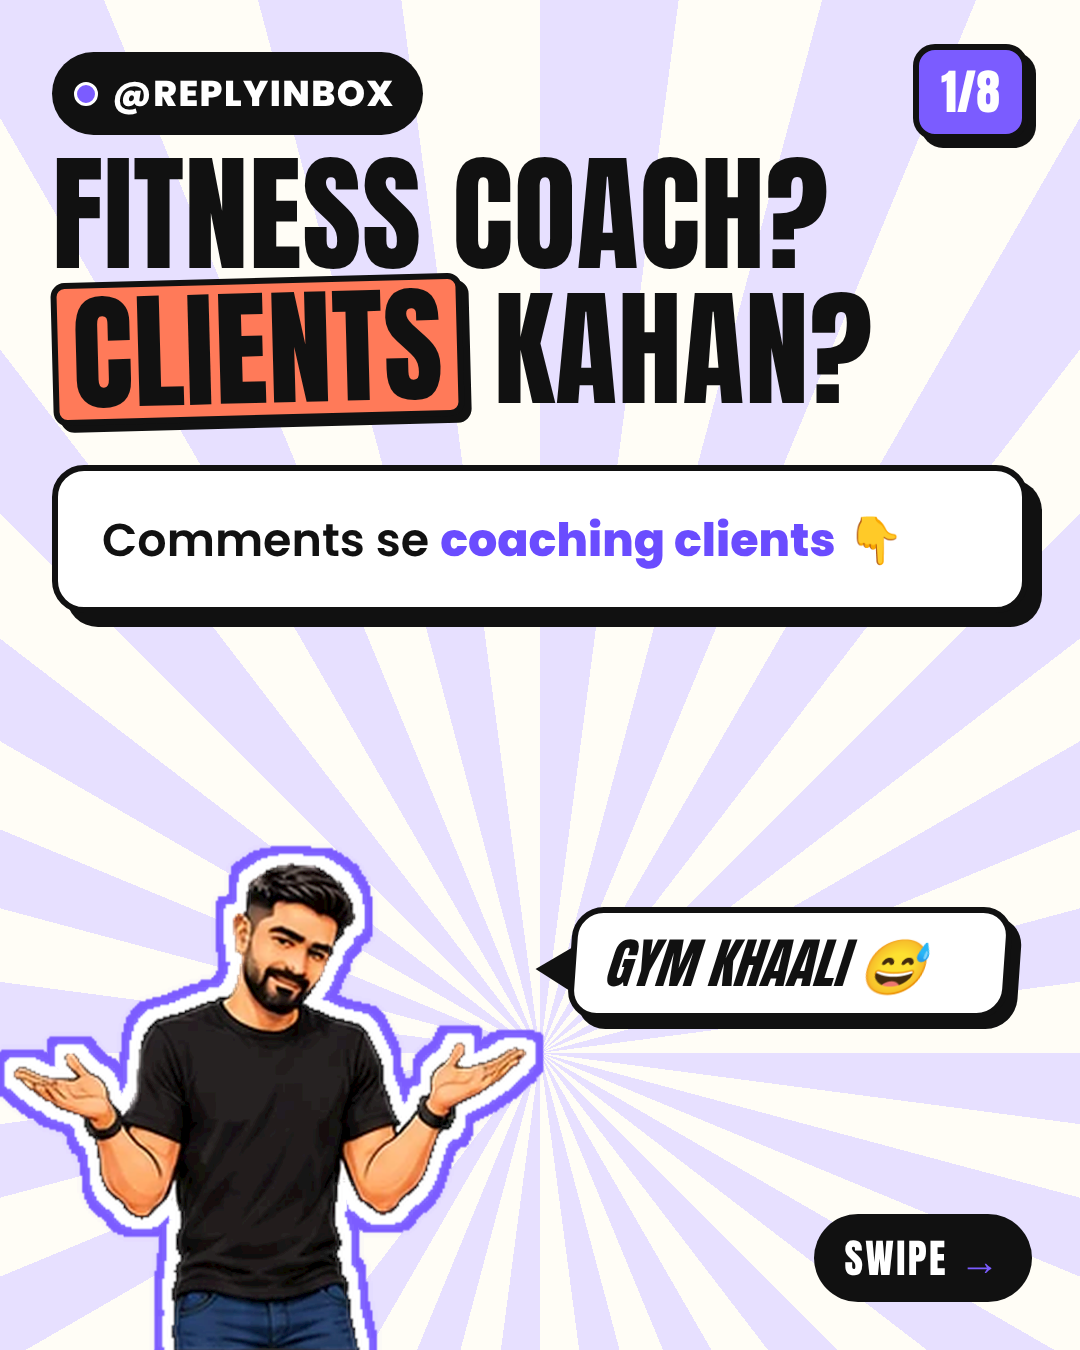 @REPLYINBOX
1/8
FITNESS COACH?
CLIENTS KAHAN?
Comments se coaching clients 👇
GYM KHAALI 😅
SWIPE →